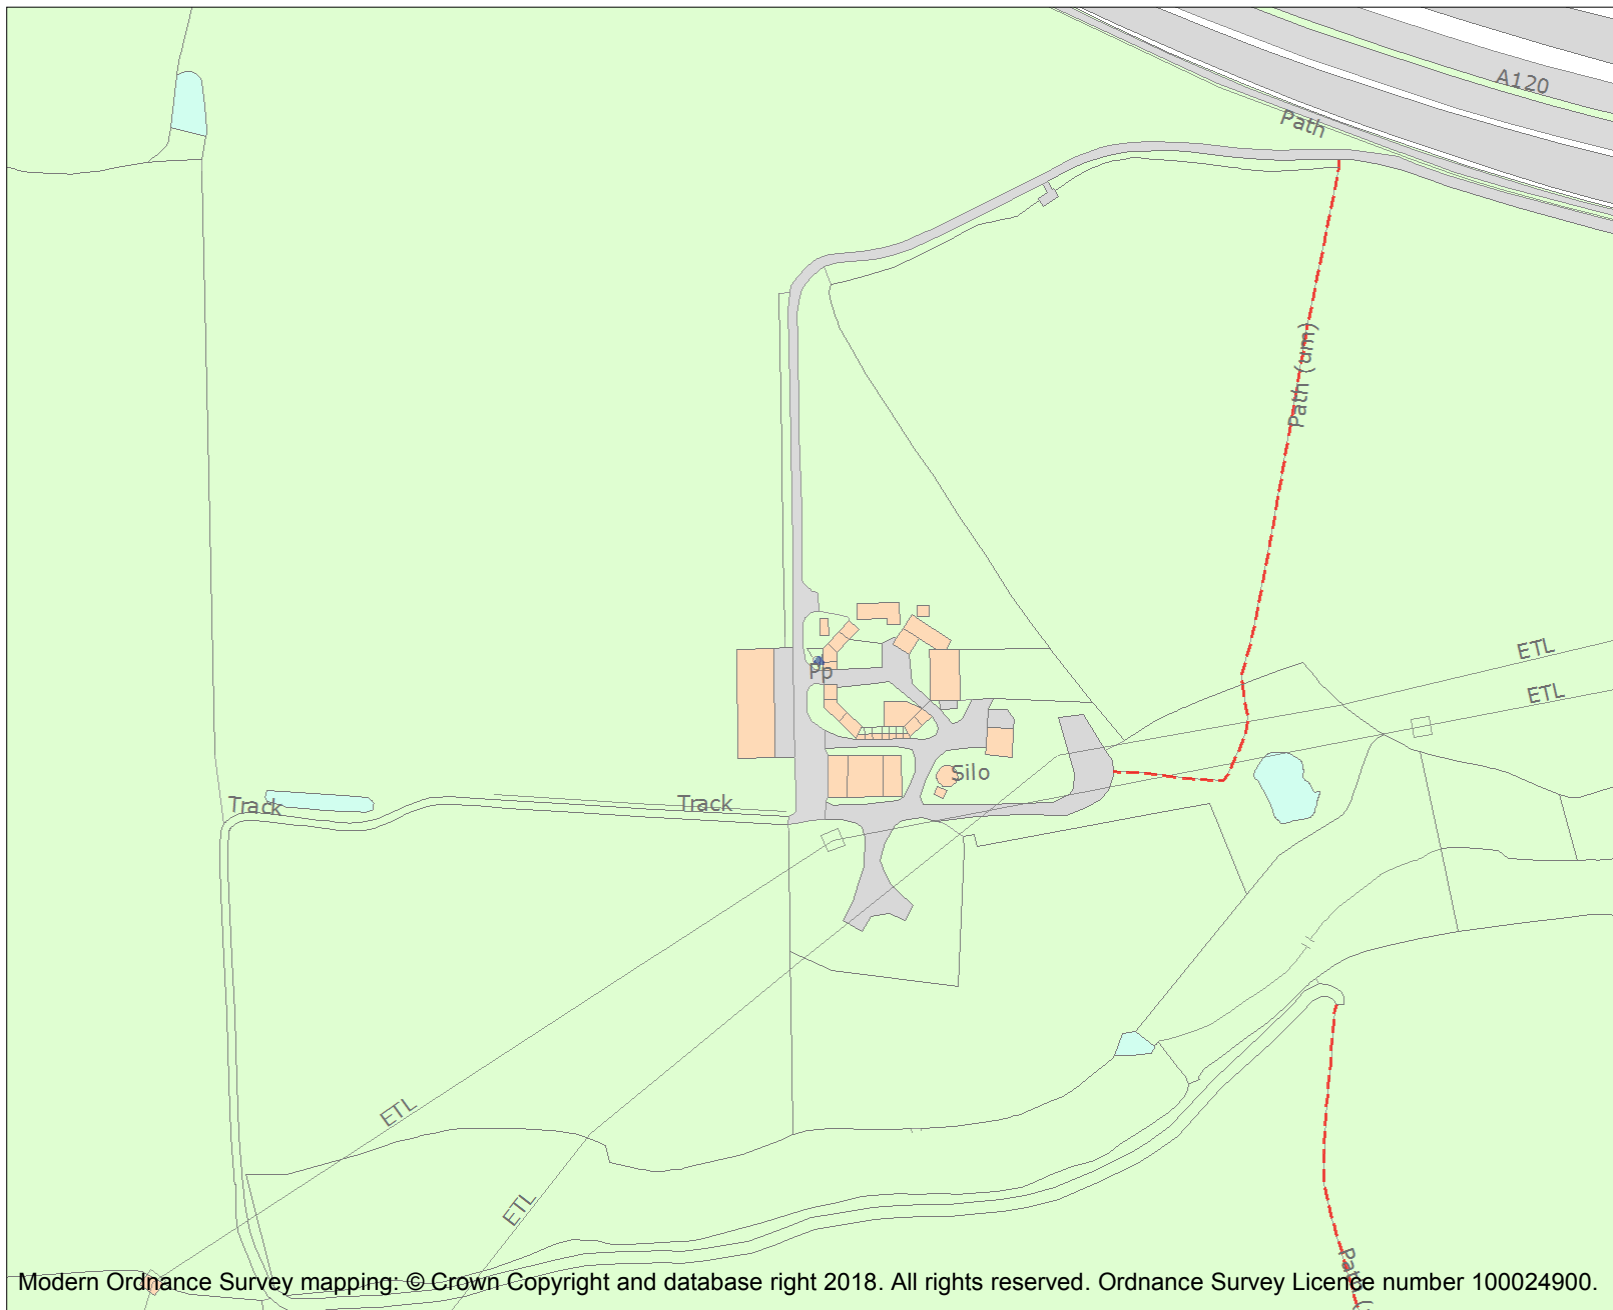 A120
Path
Path (um)
ETL
Pp
ETL
Silo
Track
Track
ETL
ETL
Path (
Modern Ordnance Survey mapping: © Crown Copyright and database right 2018. All rights reserved. Ordnance Survey Licence number 100024900.